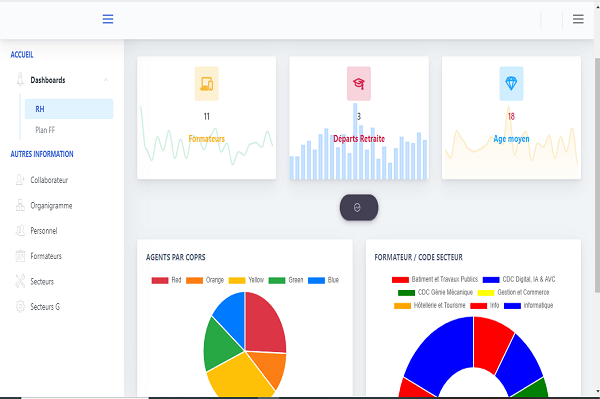 ACCUEIL
Dashboards
RH
Plan FF
AUTRES INFORMATION
Collaborateur
Organigramme
Personnel
Formateurs
Secteurs
Secteurs G
11
Formateurs
3
Départs Retraite
18
Age moyen
AGENTS PAR COPRS
Red Orange Yellow Green Blue
FORMATEUR / CODE SECTEUR
Batiment et Travaux Publics CDC Digital, IA & AVC
CDC Génie Mécanique Gestion et Commerce
Hôtellerie et Tourisme Info informatique